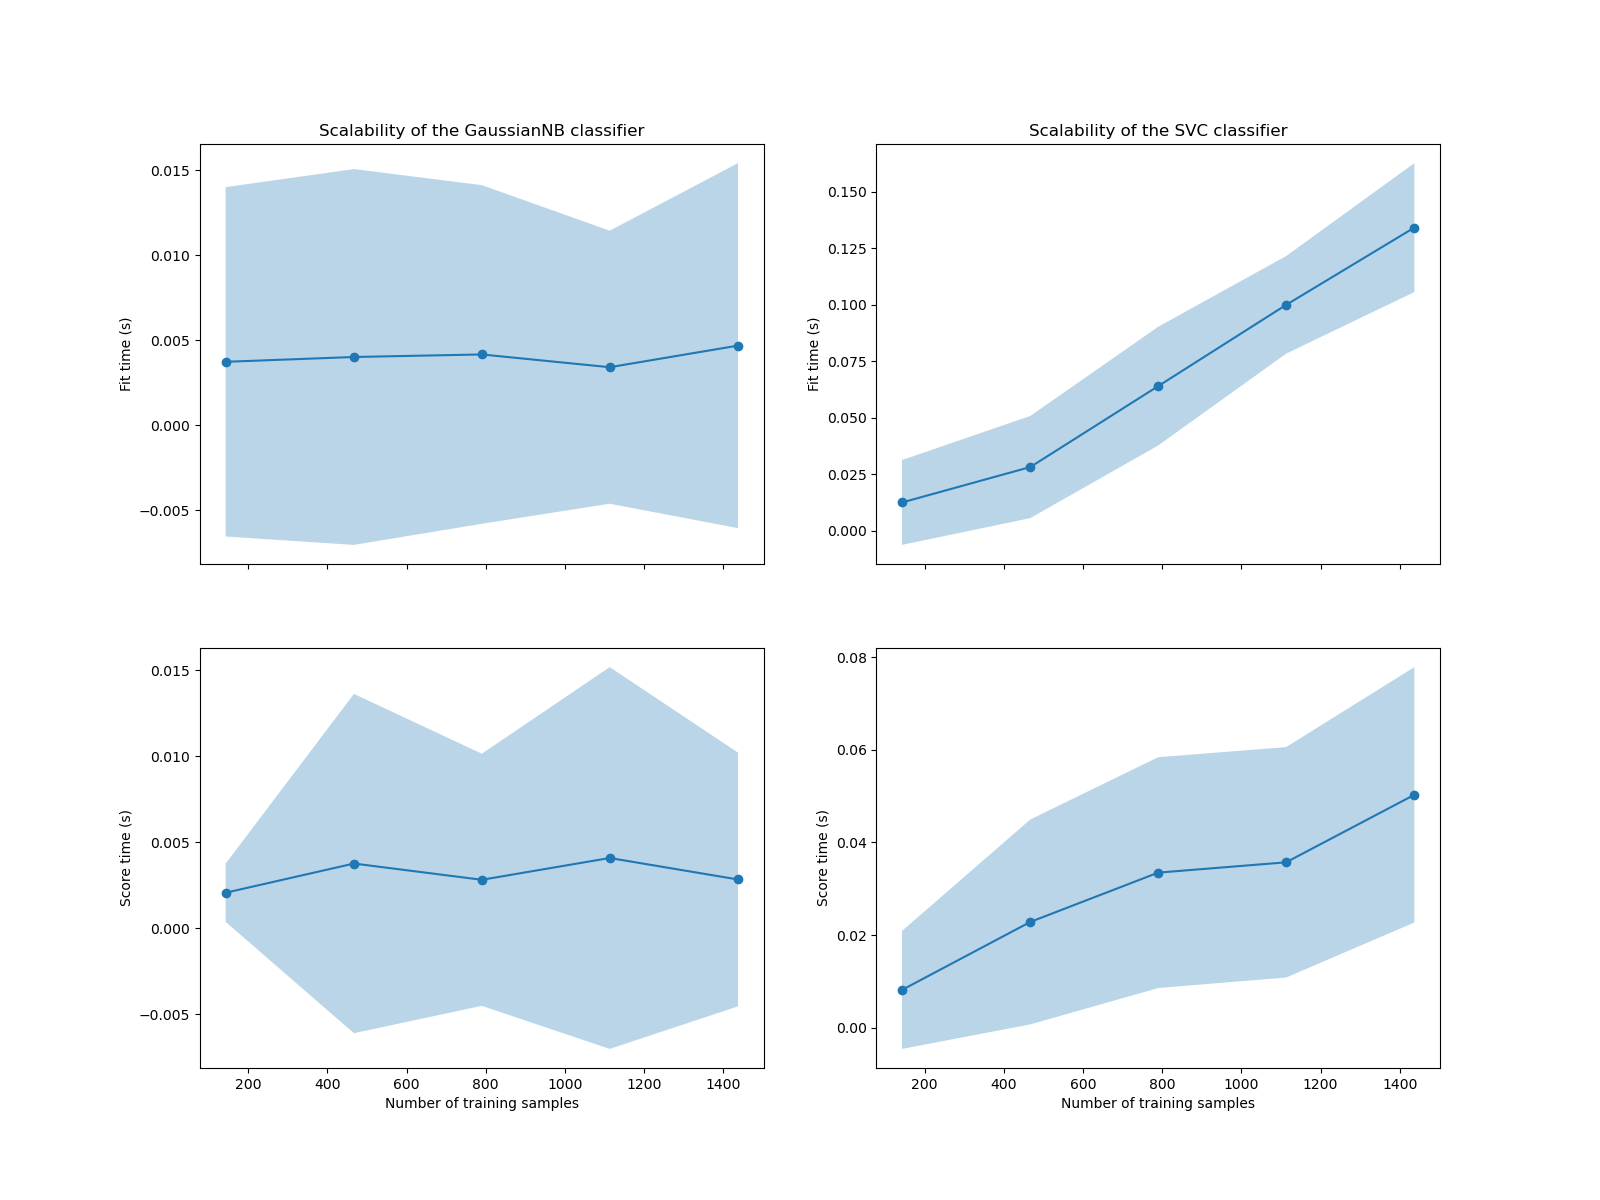 Scalability of the GaussianNB classifier
0.015
0.010
0.005
0.000
−0.005
Fit time (s)
Scalability of the SVC classifier
0.150
0.125
0.100
0.075
0.050
0.025
0.000
Fit time (s)
0.015
0.010
0.005
0.000
−0.005
Score time (s)
200 400 600 800 1000 1200 1400
Number of training samples
0.08
0.06
0.04
0.02
0.00
Score time (s)
200 400 600 800 1000 1200 1400
Number of training samples